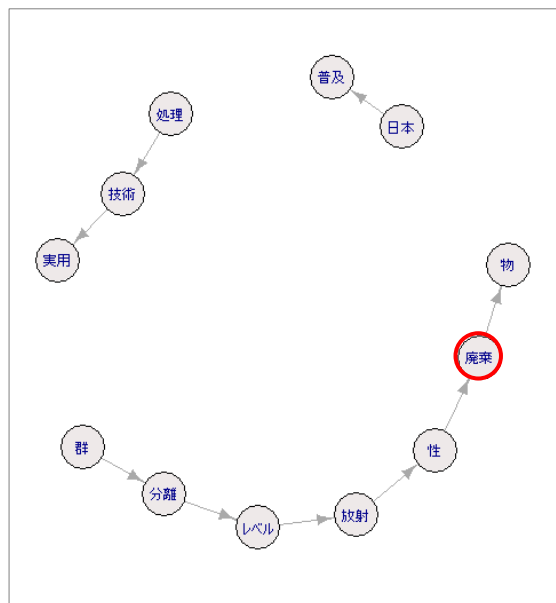 普及
日本
処理
技術
実用
物
廃棄
性
群
分離
レベル
放射